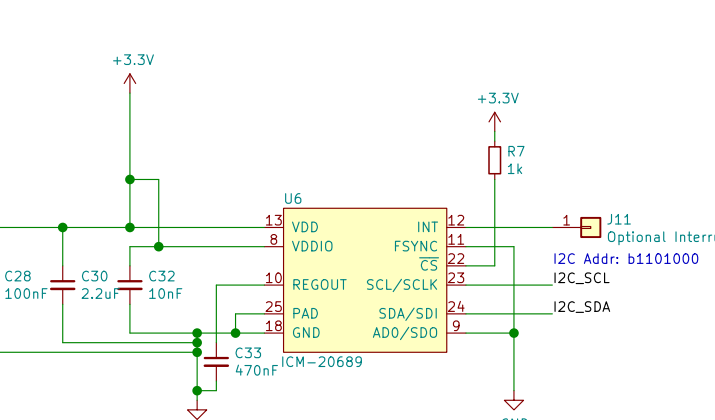 +3.3V
+3.3V
R7
1k
U6
13 VDD
INT 12
1
J11
8 VDDIO
FSYNC 11
Optional Interru
CS 22
I2C Addr: b1101000
C28
100nF
C30
2.2uF
C32
10nF
10 REGOUT
SCL/SCLK 23
I2C_SCL
25 PAD
SDA/SDI 24
I2C_SDA
18 GND
AD0/SDO 9
C33
470nF
ICM-20689